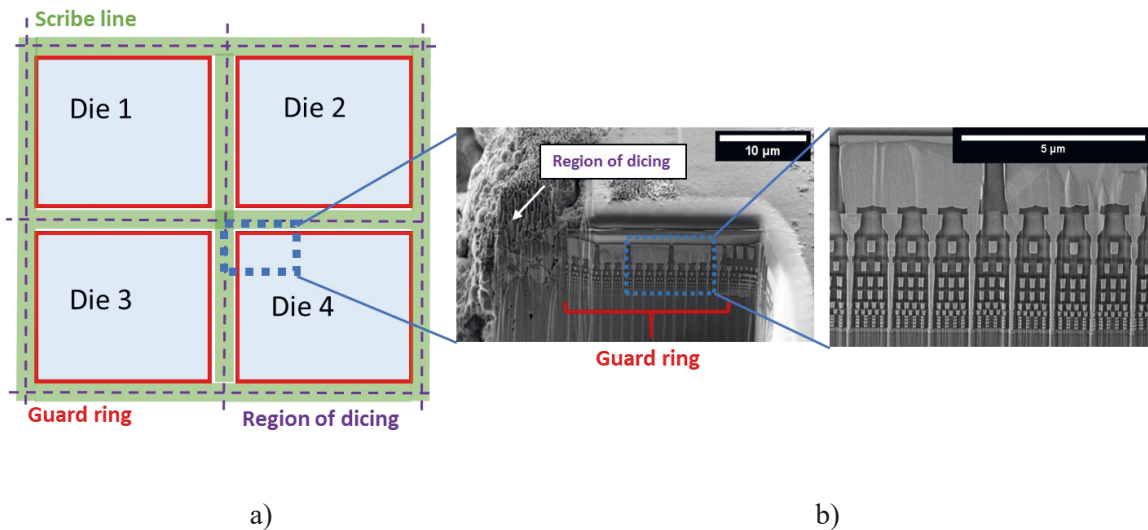 Scribe line
Die 1
Die 2
Die 3
Die 4
Guard ring
Region of dicing
Region of dicing
10 µm
Guard ring
5 µm
a)
b)